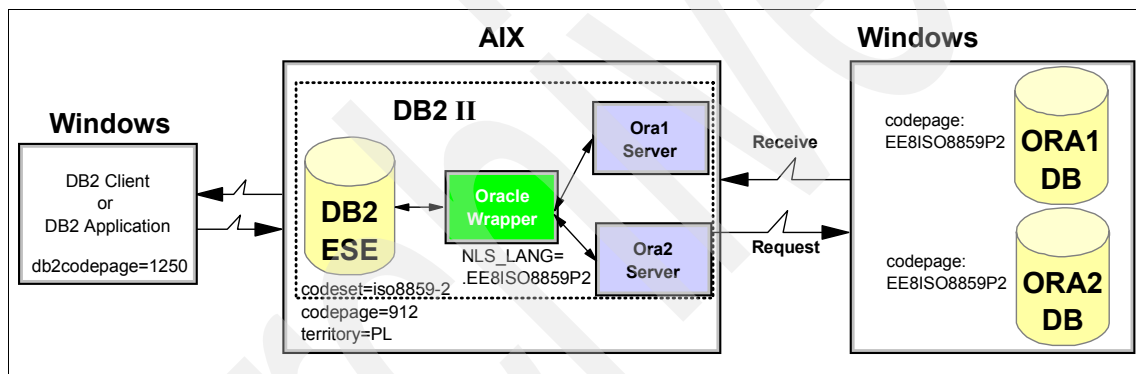 AIX
Windows
Windows
DB2 Client
or
DB2 Application
db2codepage=1250
DB2 II
DB2
ESE
codeset=iso8859-2
codepage=912
territory=PL
Oracle
Wrapper
NLS_LANG=
.EE8ISO8859P2
Ora1
Server
Ora2
Server
Receive
Request
codepage:
EE8ISO8859P2
ORA1
DB
codepage:
EE8ISO8859P2
ORA2
DB